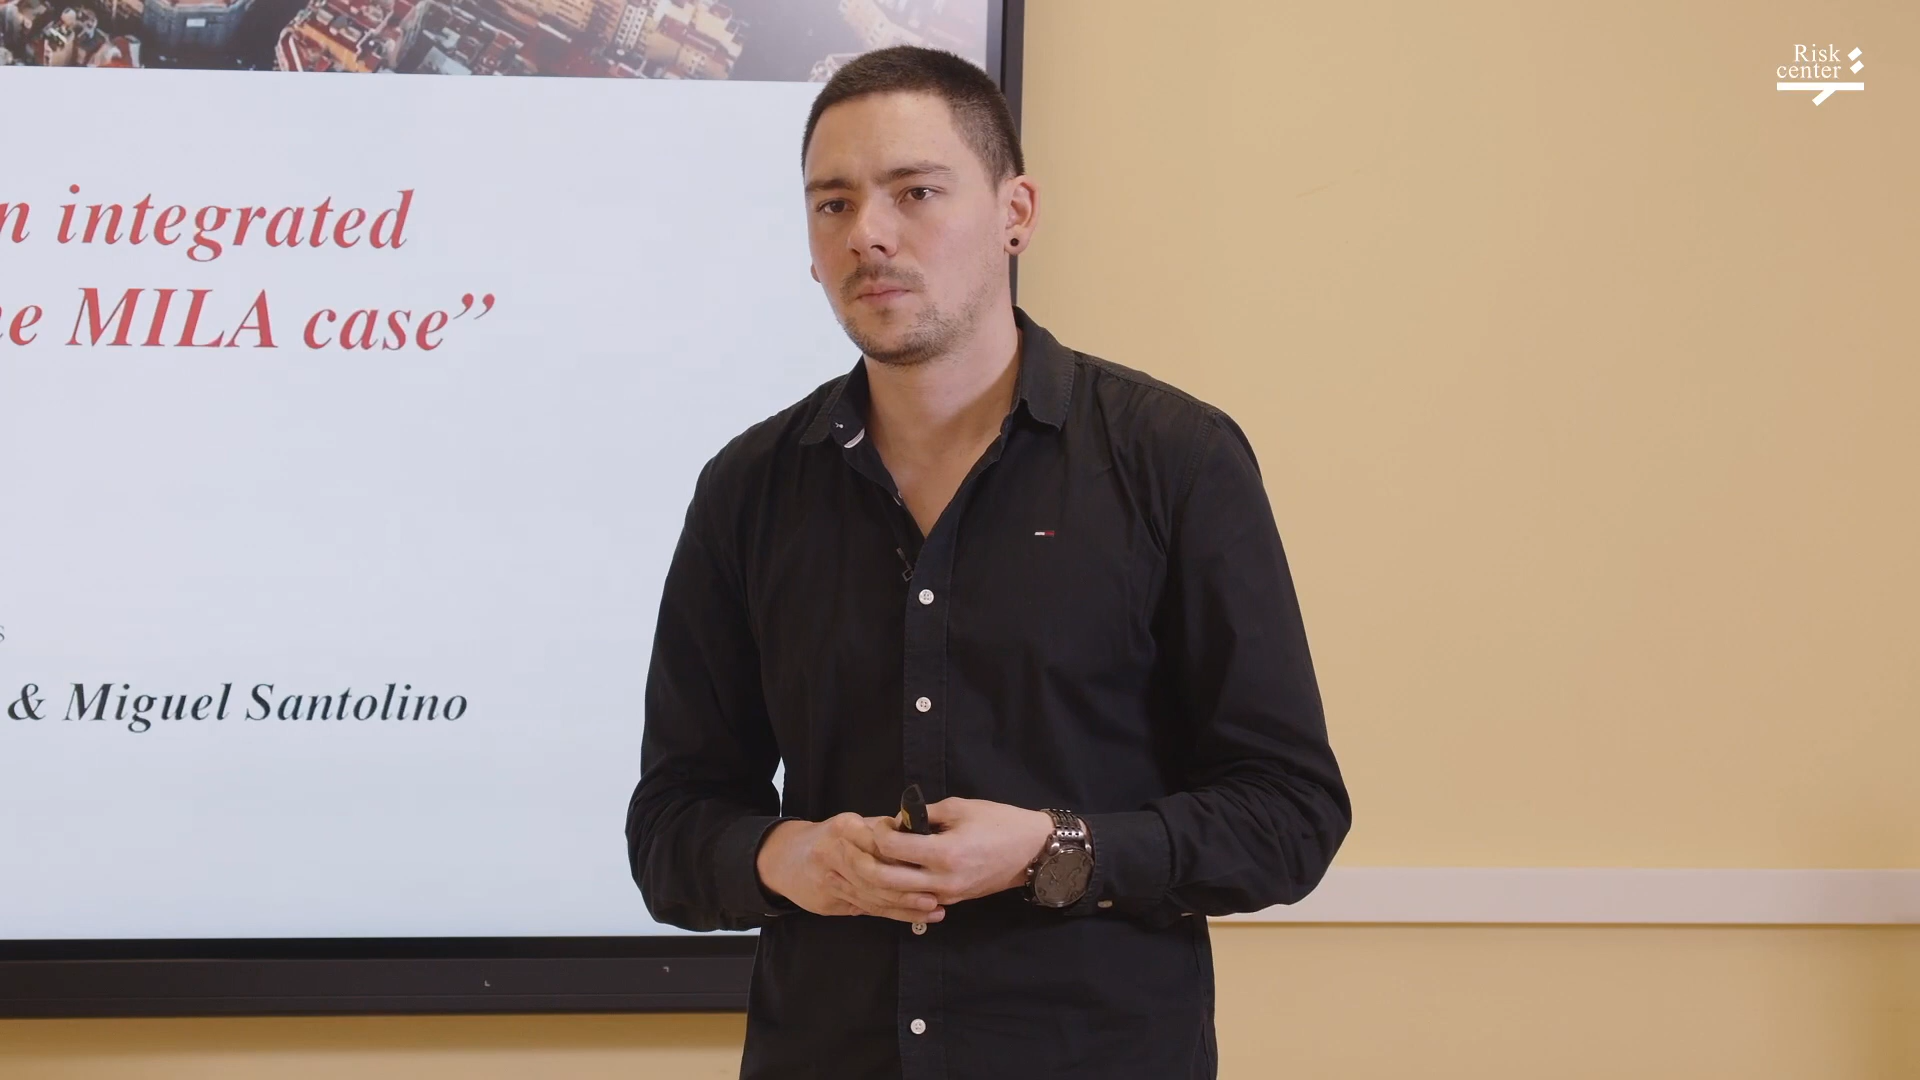 n integrated
e MILA case”
s
& Miguel Santolino
Risk
center